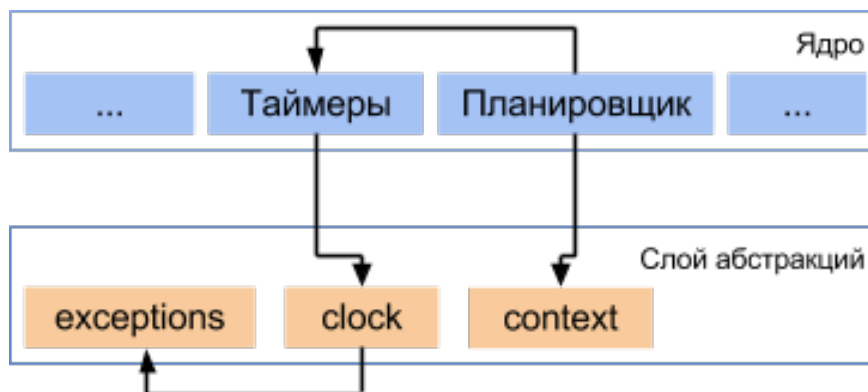 Ядро
... Таймеры Планировщик ...
Слой абстракций
exceptions clock context